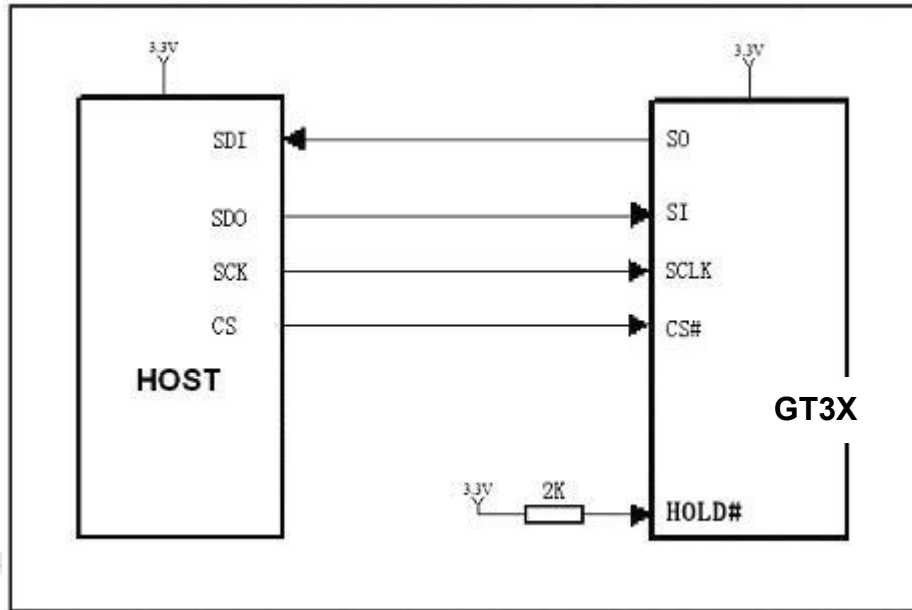 3.3V
3.3V
SDI
SO
SDO
SI
SCK
SCLK
CS
CS#
HOST
GT3X
3.3V
2K
HOLD#